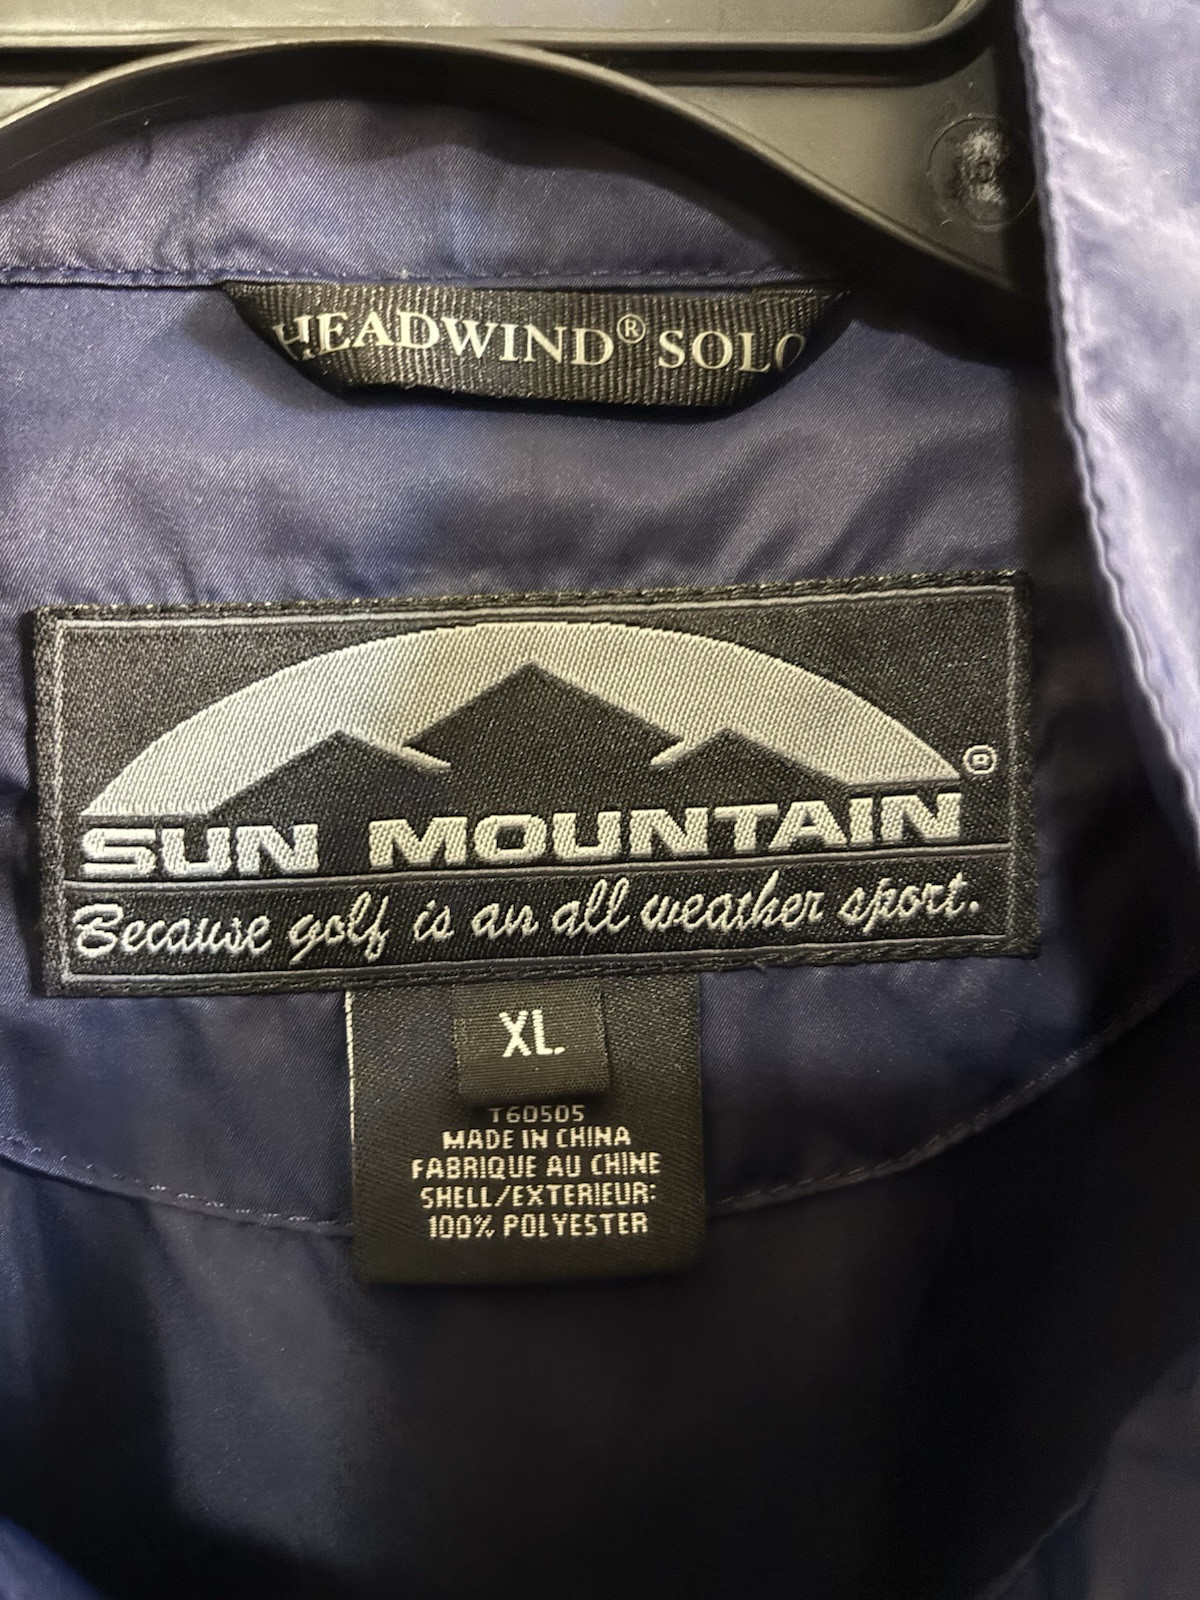 HEADWIND® SOLO
®
SUN MOUNTAIN
Because golf is an all weather sport.
XL
T60505
MADE IN CHINA
FABRIQUE AU CHINE
SHELL/EXTERIEUR:
100% POLYESTER